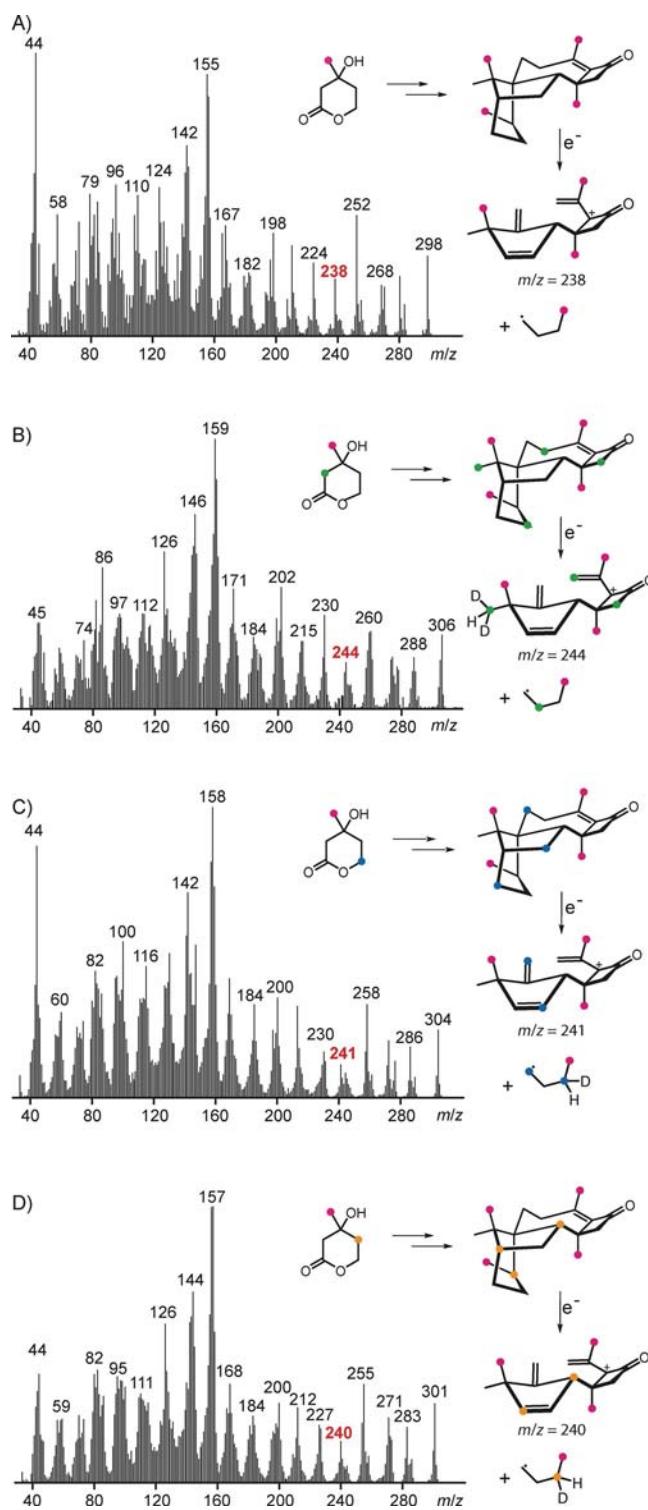 A)
44
155
142
58
79
96
110
124
167
182
198
224
238
252
268
298
40 80 120 160 200 240 280 m/z
OH
O
O
O
e-
+
O
m/z = 238
+
B)
159
146
126
86
45
74
97
112
171
184
202
215
230
244
260
288
306
40 80 120 160 200 240 280 m/z
OH
O
O
O
e-
D
H
D
+
O
m/z = 244
+
C)
44
158
142
60
82
100
116
184
200
230
241
258
286
304
40 80 120 160 200 240 280 m/z
OH
O
O
O
e-
+
O
m/z = 241
+
D
H
D)
157
144
126
44
59
82
95
111
168
184
200
212
227
240
255
271
283
301
40 80 120 160 200 240 280 m/z
OH
O
O
O
e-
+
O
m/z = 240
+
H
D